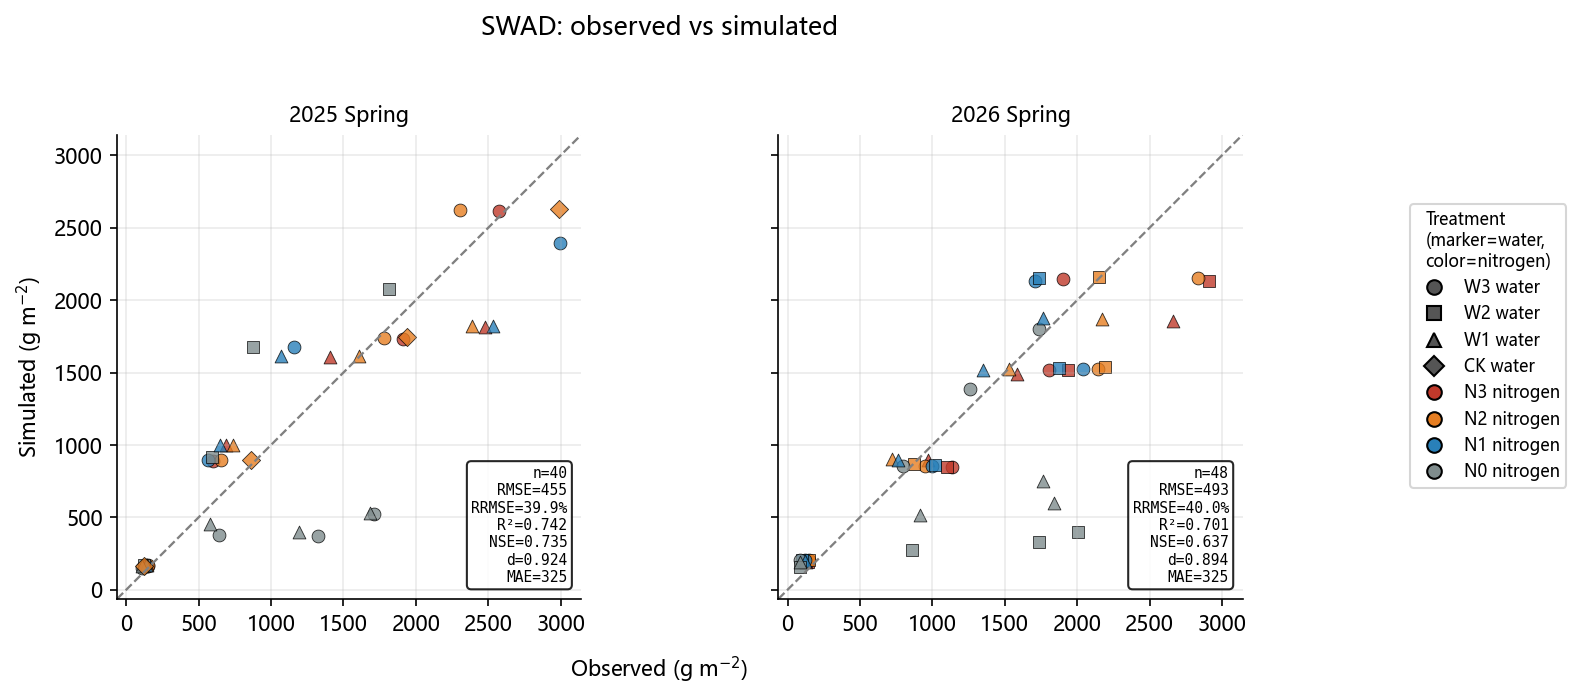 SWAD: observed vs simulated
2025 Spring
2026 Spring
Simulated (g m⁻²)
3000
2500
2000
1500
1000
500
0
0 500 1000 1500 2000 2500 3000
n=40
RMSE=455
RRMSE=39.9%
R²=0.742
NSE=0.735
d=0.924
MAE=325
0 500 1000 1500 2000 2500 3000
n=48
RMSE=493
RRMSE=40.0%
R²=0.701
NSE=0.637
d=0.894
MAE=325
Observed (g m⁻²)
Treatment
(marker=water,
color=nitrogen)
W3 water
W2 water
W1 water
CK water
N3 nitrogen
N2 nitrogen
N1 nitrogen
N0 nitrogen